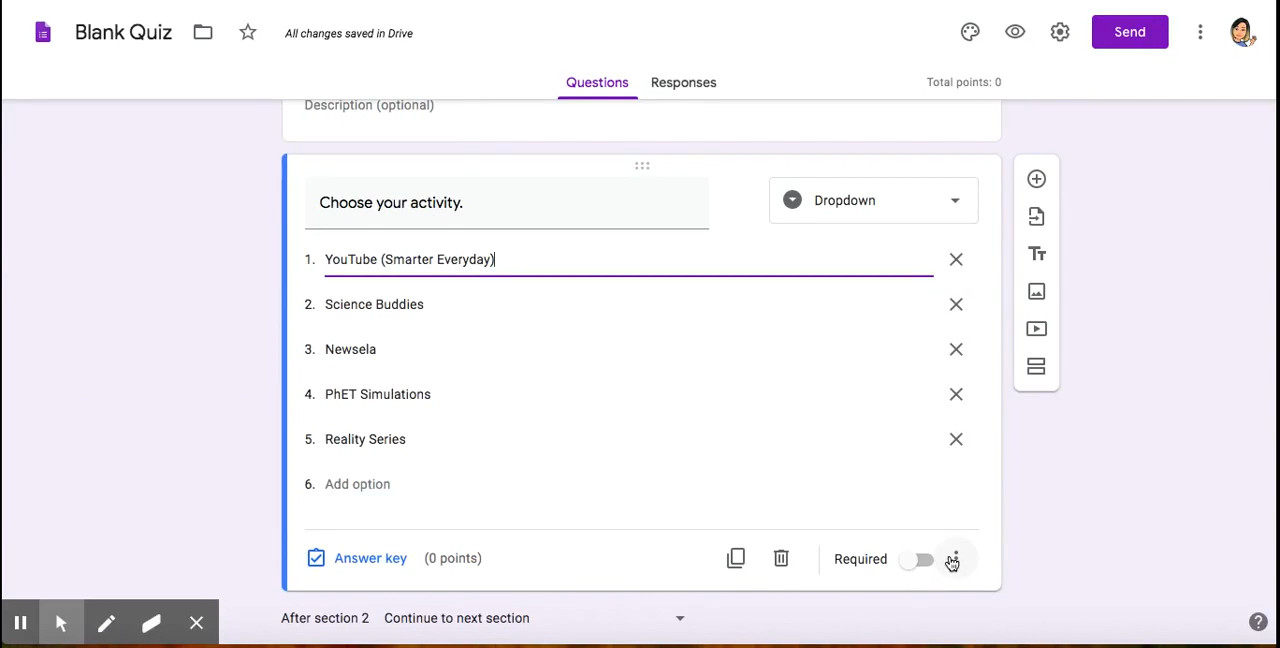 Blank Quiz
All changes saved in Drive
Send
Questions
Responses
Total points: 0
Description (optional)
Choose your activity.
Dropdown
1. YouTube (Smarter Everyday)
2. Science Buddies
3. Newsela
4. PhET Simulations
5. Reality Series
6. Add option
Answer key (0 points)
Required
After section 2 Continue to next section